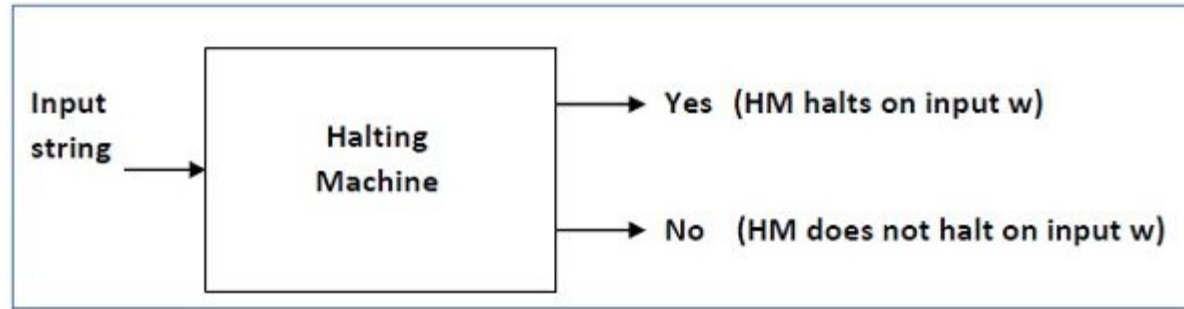 Input
string
Halting
Machine
Yes (HM halts on input w)
No (HM does not halt on input w)